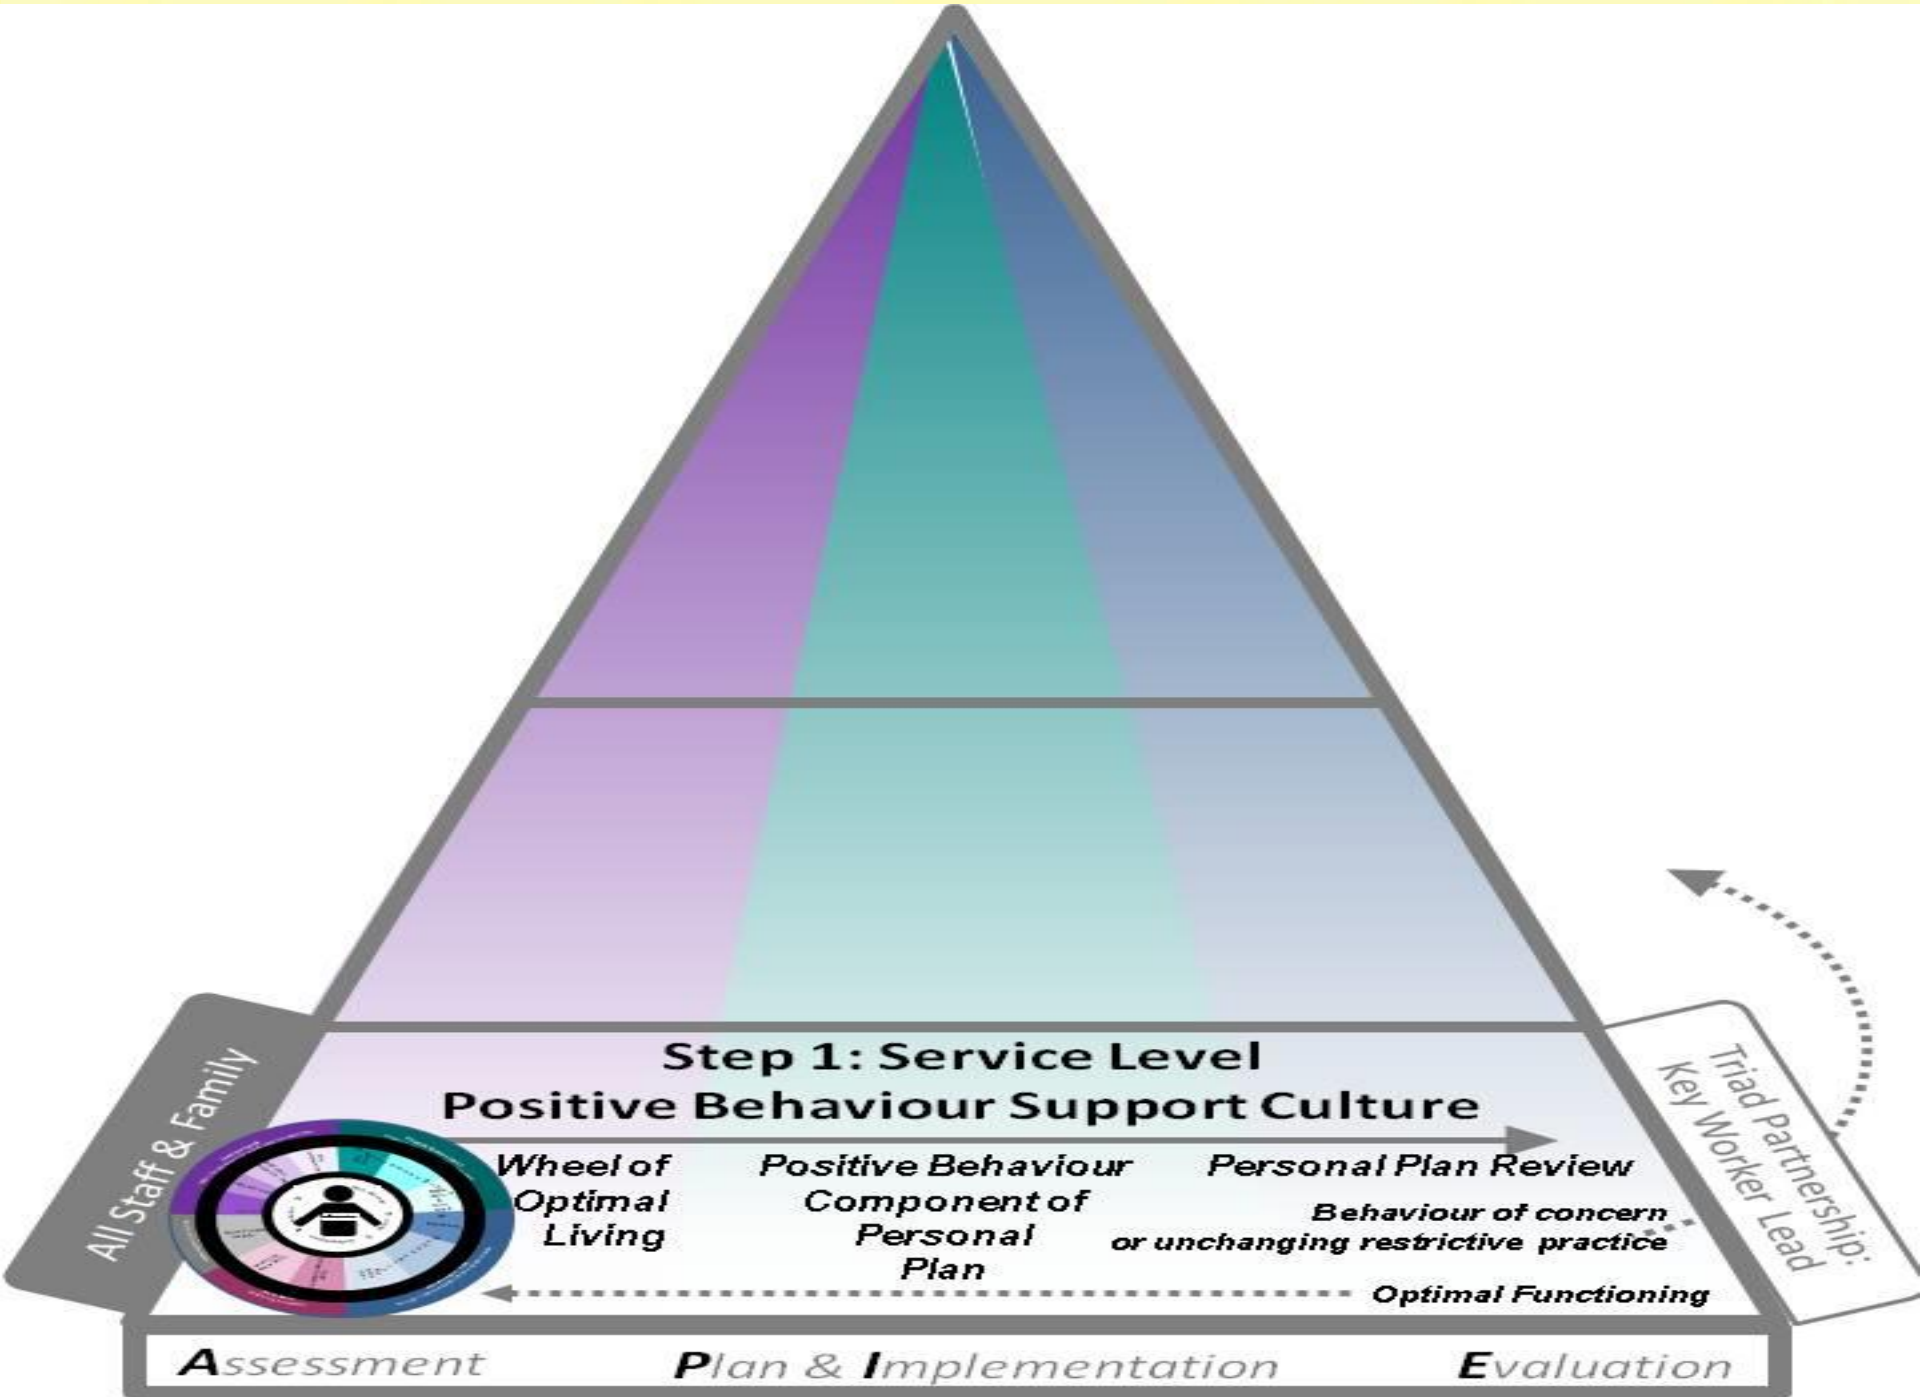 Step 1: Service Level
Positive Behaviour Support Culture
All Staff & Family
Wheel of
Optimal
Living
Positive Behaviour
Component of
Personal
Plan
Personal Plan Review
Behaviour of concern
or unchanging restrictive practice
Optimal Functioning
Triad Partnership:
Key Worker Lead
Assessment
Plan & Implementation
Evaluation